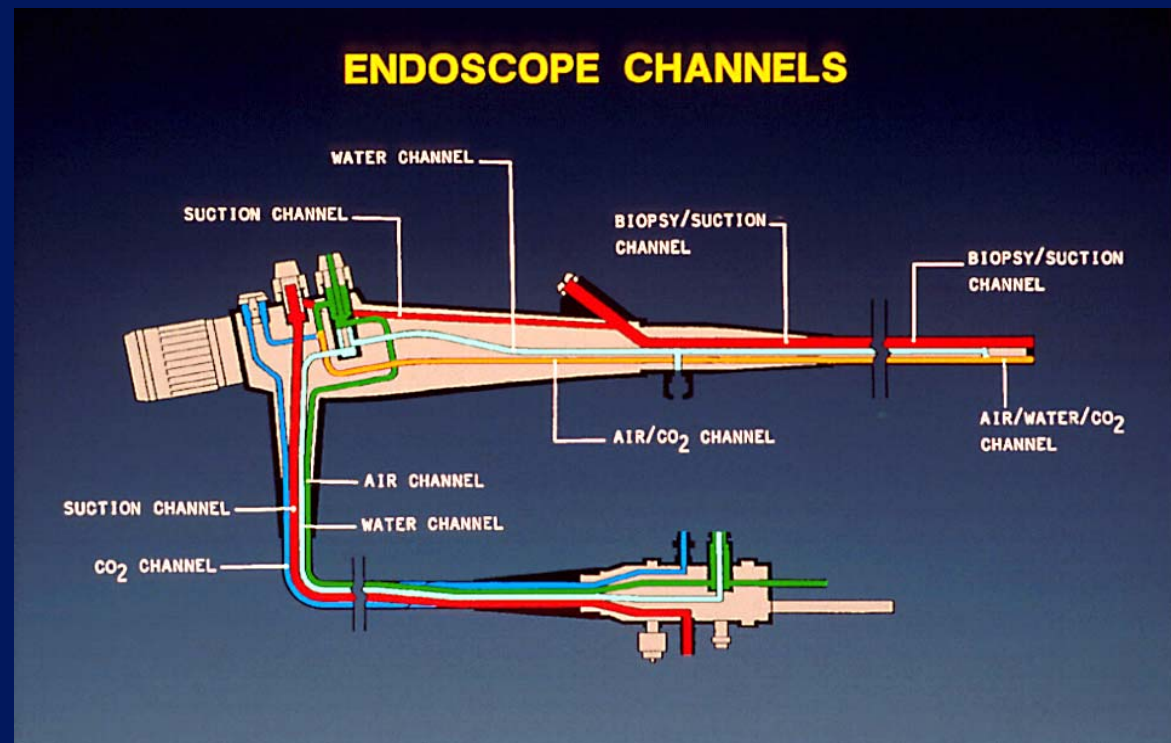 ENDOSCOPE CHANNELS
WATER CHANNEL
SUCTION CHANNEL
BIOPSY/SUCTION
CHANNEL
BIOPSY/SUCTION
CHANNEL
AIR/CO₂ CHANNEL
AIR/WATER/CO₂
CHANNEL
AIR CHANNEL
SUCTION CHANNEL
WATER CHANNEL
CO₂ CHANNEL